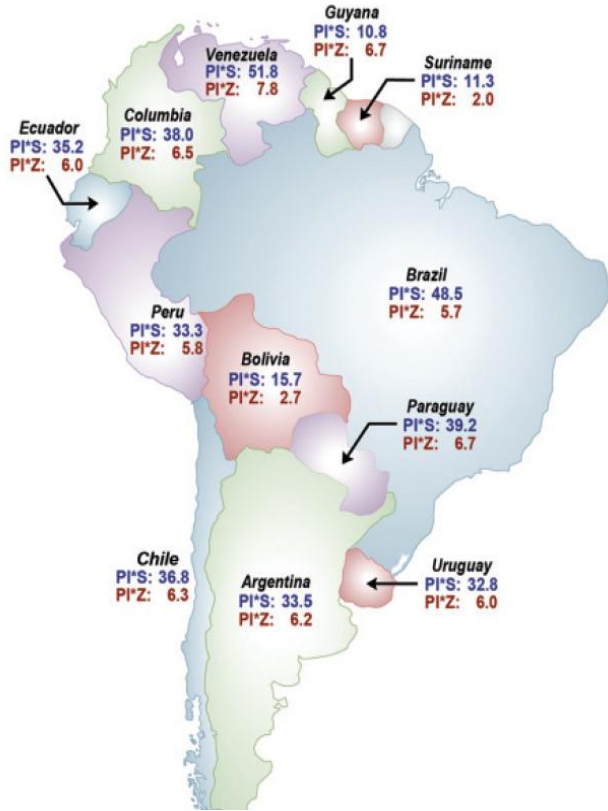 Guyana
PI*S: 10.8
PI*Z: 6.7
Venezuela
PI*S: 51.8
PI*Z: 7.8
Suriname
PI*S: 11.3
PI*Z: 2.0
Columbia
PI*S: 38.0
PI*Z: 6.5
Ecuador
PI*S: 35.2
PI*Z: 6.0
Brazil
PI*S: 48.5
PI*Z: 5.7
Peru
PI*S: 33.3
PI*Z: 5.8
Bolivia
PI*S: 15.7
PI*Z: 2.7
Paraguay
PI*S: 39.2
PI*Z: 6.7
Chile
PI*S: 36.8
PI*Z: 6.3
Argentina
PI*S: 33.5
PI*Z: 6.2
Uruguay
PI*S: 32.8
PI*Z: 6.0